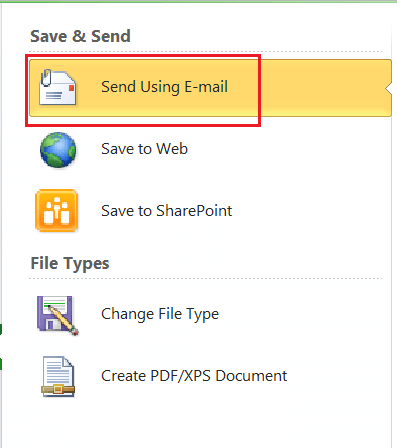 Save & Send
Send Using E-mail
Save to Web
Save to SharePoint
File Types
Change File Type
Create PDF/XPS Document